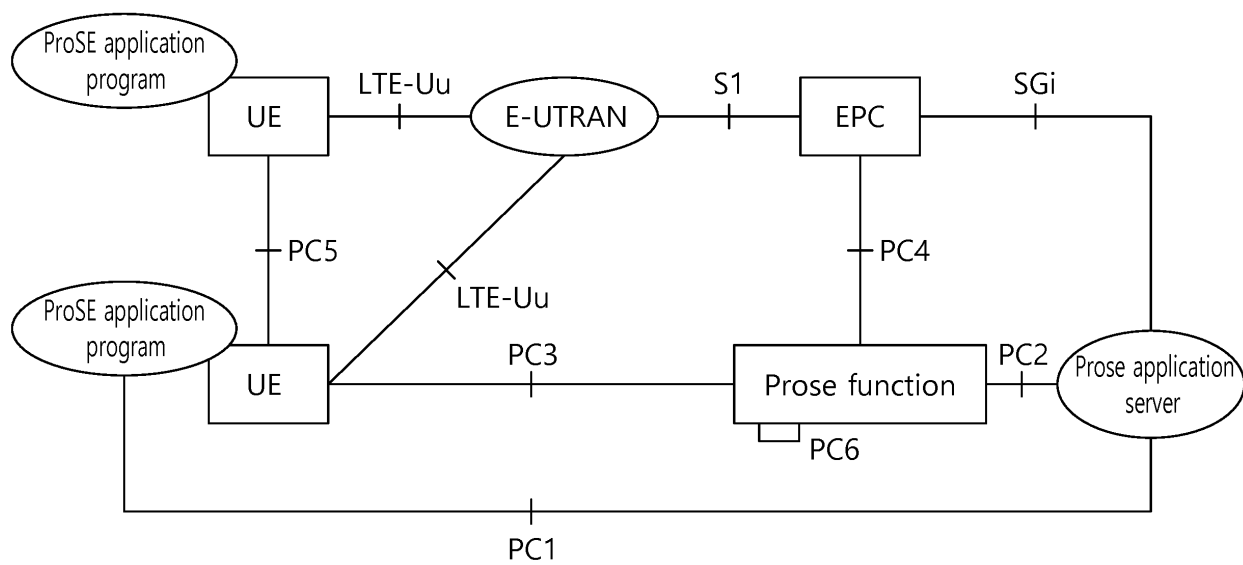 ProSE application
program
LTE-Uu
S1
SGi
UE
E-UTRAN
EPC
PC5
PC4
LTE-Uu
ProSE application
program
PC3
PC2
UE
Prose function
Prose application
server
PC6
PC1